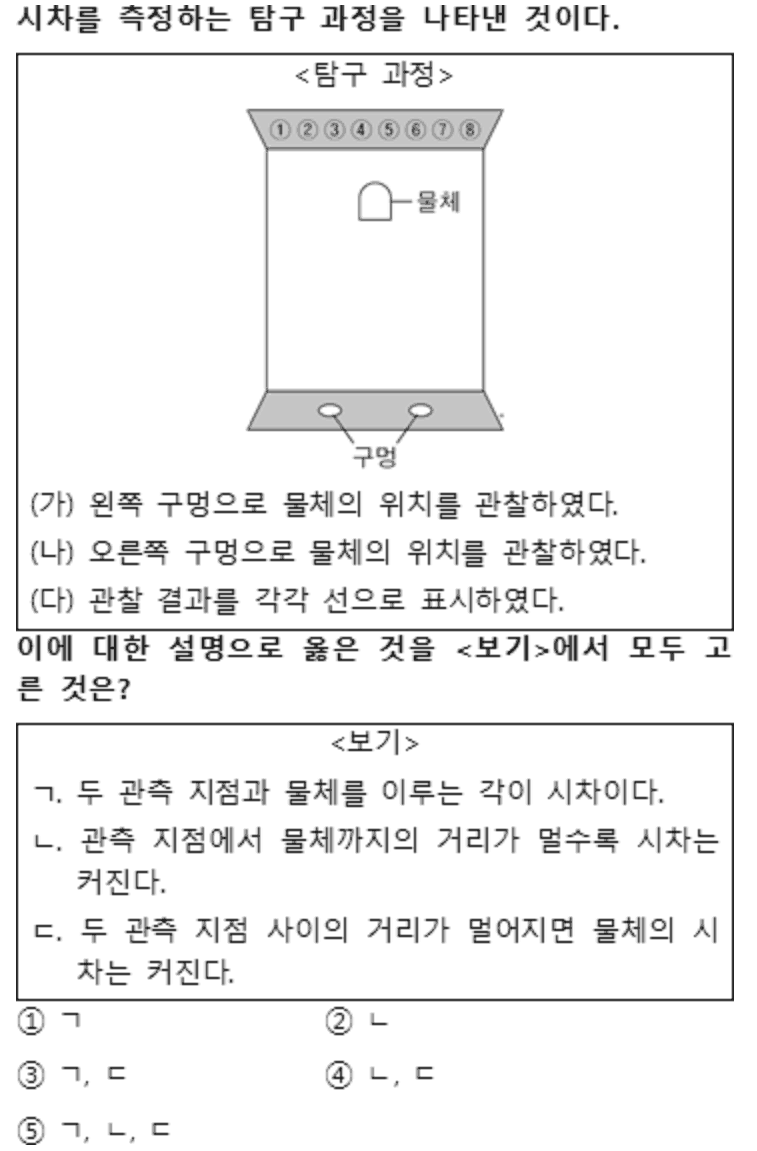 시차를 측정하는 탐구 과정을 나타낸 것이다.
<탐구 과정>
①②③④⑤⑥⑦⑧
물체
구멍
(가) 왼쪽 구멍으로 물체의 위치를 관찰하였다.
(나) 오른쪽 구멍으로 물체의 위치를 관찰하였다.
(다) 관찰 결과를 각각 선으로 표시하였다.
이에 대한 설명으로 옳은 것을 <보기>에서 모두 고
른 것은?
<보기>
ㄱ. 두 관측 지점과 물체를 이루는 각이 시차이다.
ㄴ. 관측 지점에서 물체까지의 거리가 멀수록 시차는
커진다.
ㄷ. 두 관측 지점 사이의 거리가 멀어지면 물체의 시
차는 커진다.
① ㄱ ② ㄴ
③ ㄱ, ㄷ ④ ㄴ, ㄷ
⑤ ㄱ, ㄴ, ㄷ